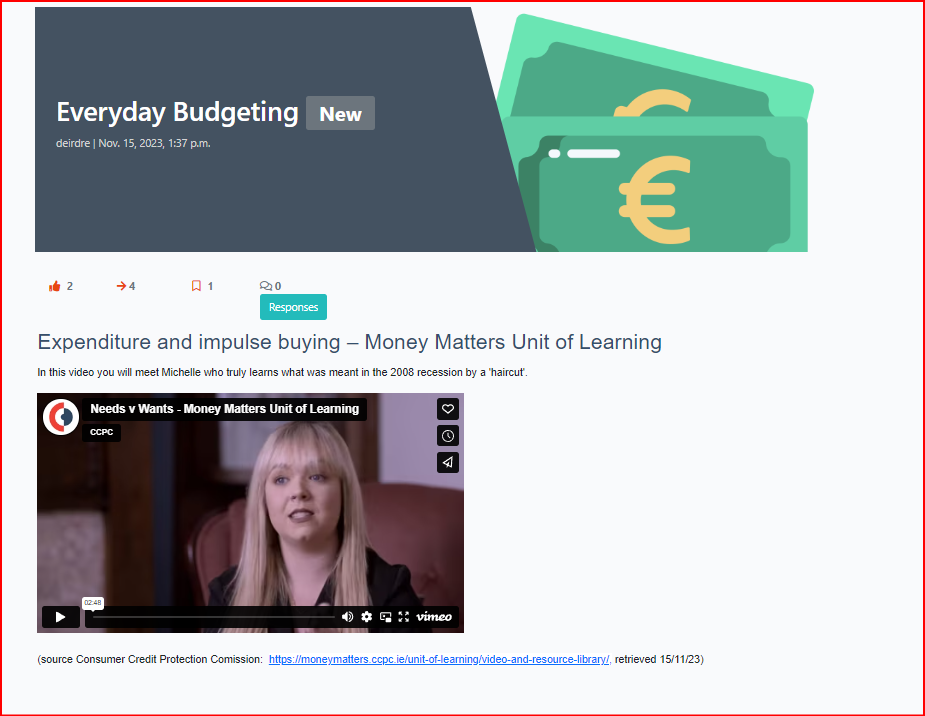 Everyday Budgeting New
deirdre | Nov. 15, 2023, 1:37 p.m.
2 4 1 0
Responses
Expenditure and impulse buying – Money Matters Unit of Learning
In this video you will meet Michelle who truly learns what was meant in the 2008 recession by a 'haircut'.
Needs v Wants - Money Matters Unit of Learning
CCPC
02:48
vimeo
(source Consumer Credit Protection Comission: https://moneymatters.ccpc.ie/unit-of-learning/video-and-resource-library/, retrieved 15/11/23)